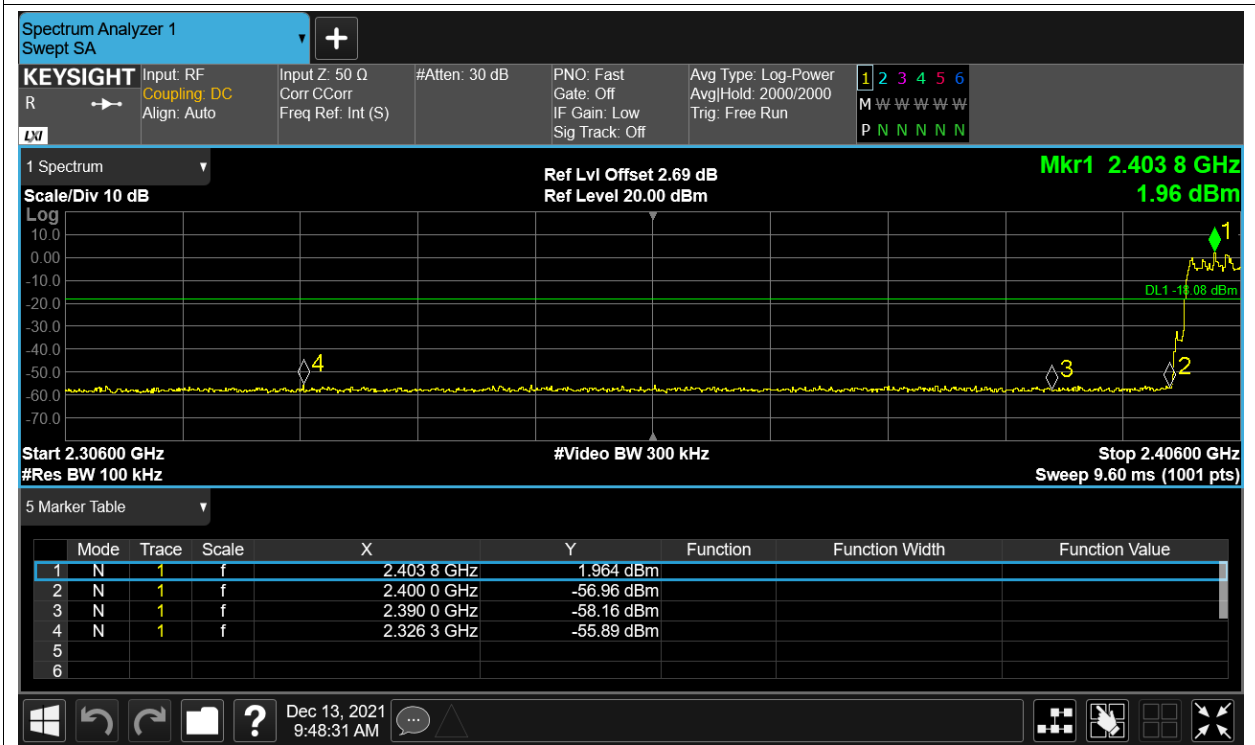 Spectrum Analyzer 1
Swept SA
KEYSIGHT Input: RF Input Z: 50 Ω #Atten: 30 dB PNO: Fast Avg Type: Log-Power 1 2 3 4 5 6
R Coupling: DC Corr CCorr Gate: Off Avg|Hold: 2000/2000 M W W W W W
Align: Auto Freq Ref: Int (S) IF Gain: Low Trig: Free Run
LXI Sig Track: Off P N N N N N
1 Spectrum Ref Lvl Offset 2.69 dB Mkr1 2.403 8 GHz
Scale/Div 10 dB Ref Level 20.00 dBm 1.96 dBm
Log
10.0 1
0.00
-10.0
DL1 -18.08 dBm
-20.0
-30.0
-40.0
-50.0 4 3 2
-60.0
-70.0
Start 2.30600 GHz #Video BW 300 kHz Stop 2.40600 GHz
#Res BW 100 kHz Sweep 9.60 ms (1001 pts)
5 Marker Table
Mode Trace Scale X Y Function Function Width Function Value
1 N 1 f 2.403 8 GHz 1.964 dBm
2 N 1 f 2.400 0 GHz -56.96 dBm
3 N 1 f 2.390 0 GHz -58.16 dBm
4 N 1 f 2.326 3 GHz -55.89 dBm
5
6
? Dec 13, 2021
9:48:31 AM